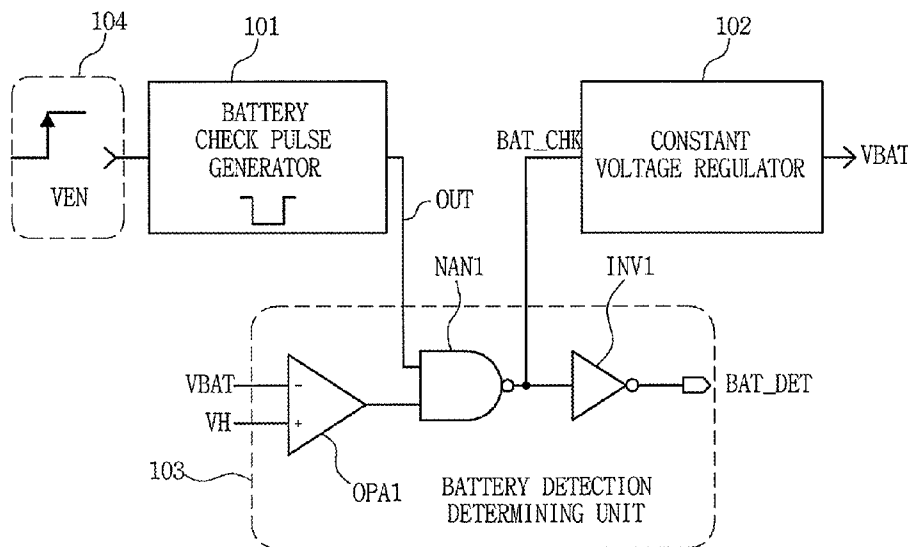 104
101
102
BATTERY
CHECK PULSE
GENERATOR
VEN
BAT_CHK
CONSTANT
VOLTAGE REGULATOR
VBAT
OUT
NAN1
INV1
VBAT
-
VH
+
BAT_DET
103
OPA1
BATTERY DETECTION
DETERMINING UNIT